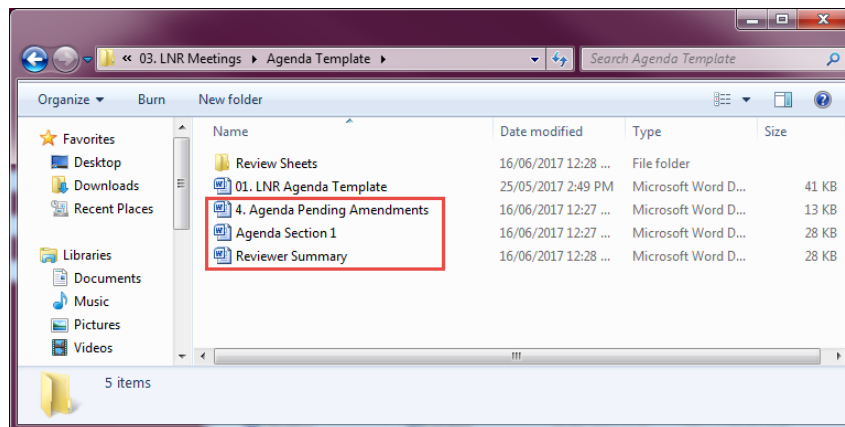 « 03. LNR Meetings Agenda Template Search Agenda Template
Organize Burn New folder
Name Date modified Type Size
Favorites
Desktop
Downloads
Recent Places
Libraries
Documents
Music
Pictures
Videos
Review Sheets 16/06/2017 12:28 ... File folder
01. LNR Agenda Template 25/05/2017 2:49 PM Microsoft Word D... 41 KB
4. Agenda Pending Amendments 16/06/2017 12:27 ... Microsoft Word D... 13 KB
Agenda Section 1 16/06/2017 12:27 ... Microsoft Word D... 28 KB
Reviewer Summary 16/06/2017 12:28 ... Microsoft Word D... 28 KB
5 items